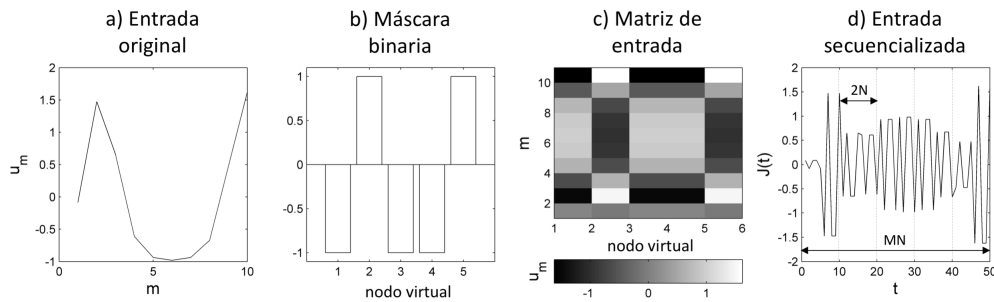 a) Entrada
original
b) Máscara
binaria
c) Matriz de
entrada
d) Entrada
secuencializada
2
1.5
1
0.5
0
-0.5
-1
0
5
10
u_m
m
1
0.5
0
-0.5
-1
1
2
3
4
5
nodo virtual
10
8
6
4
2
m
1
2
3
4
5
6
nodo virtual
u_m
-1
0
1
2
1.5
1
0.5
0
-0.5
-1
-1.5
-2
J(t)
2N
MN
0
10
20
30
40
50
t